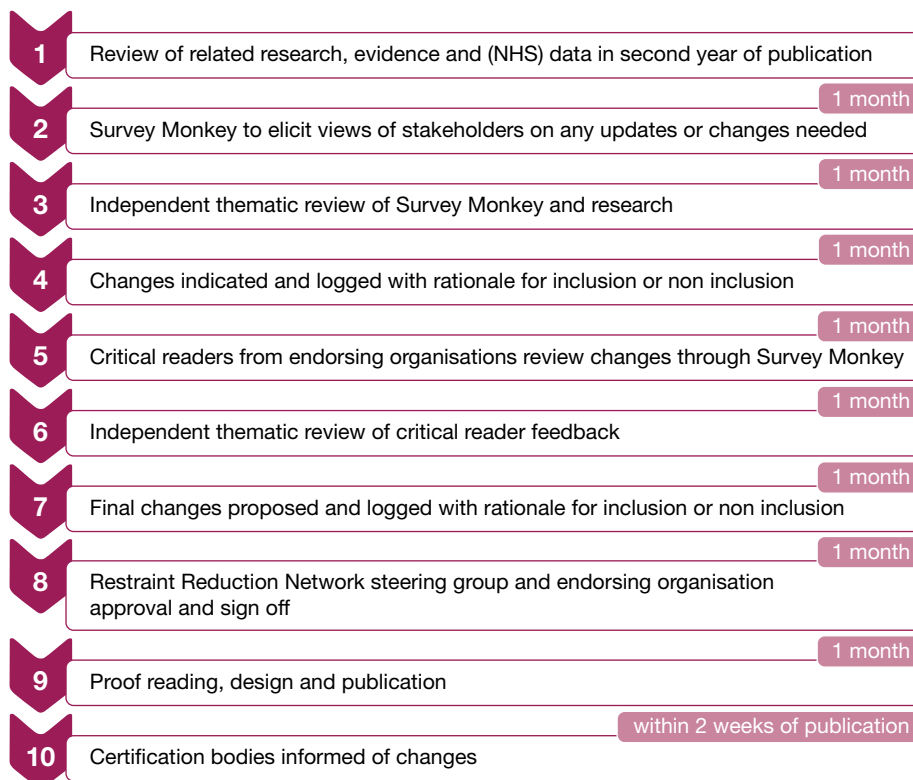 1
Review of related research, evidence and (NHS) data in second year of publication
1 month
2
Survey Monkey to elicit views of stakeholders on any updates or changes needed
1 month
3
Independent thematic review of Survey Monkey and research
1 month
4
Changes indicated and logged with rationale for inclusion or non inclusion
1 month
5
Critical readers from endorsing organisations review changes through Survey Monkey
1 month
6
Independent thematic review of critical reader feedback
1 month
7
Final changes proposed and logged with rationale for inclusion or non inclusion
1 month
8
Restraint Reduction Network steering group and endorsing organisation
approval and sign off
1 month
9
Proof reading, design and publication
within 2 weeks of publication
10
Certification bodies informed of changes